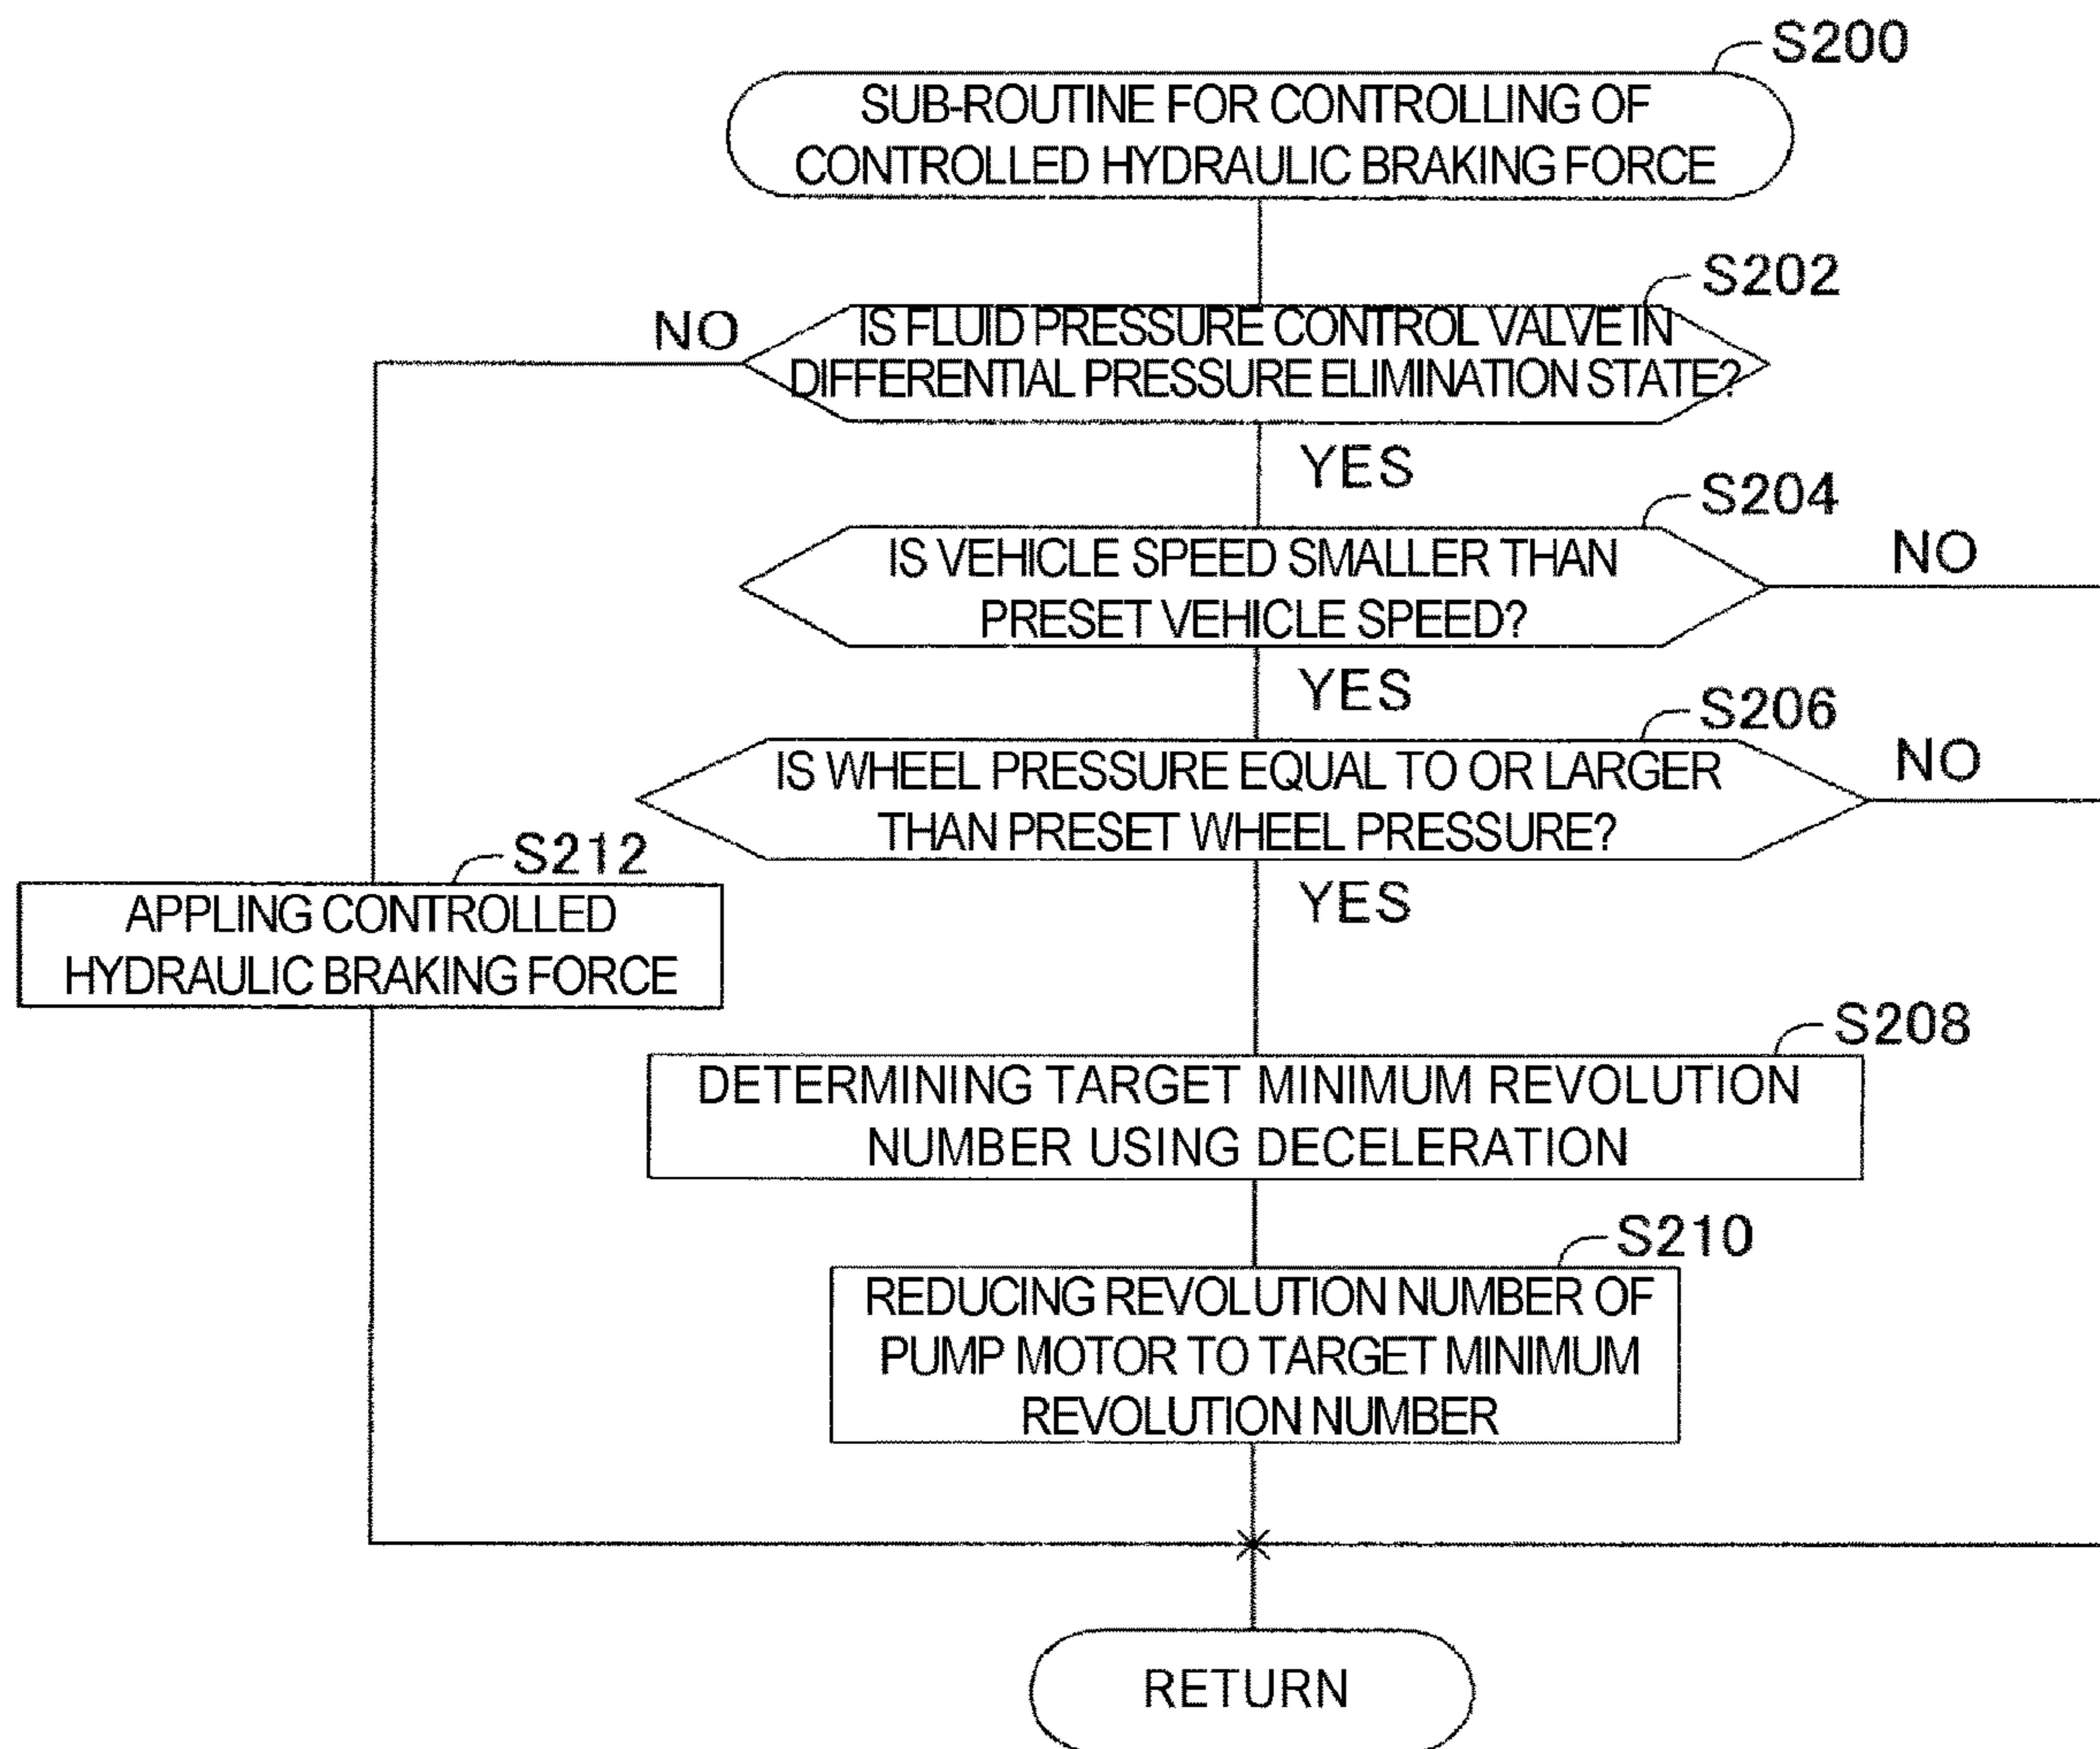 S200
SUB-ROUTINE FOR CONTROLLING OF
CONTROLLED HYDRAULIC BRAKING FORCE
S202
NO
IS FLUID PRESSURE CONTROL VALVE IN
DIFFERENTIAL PRESSURE ELIMINATION STATE?
YES
S204
IS VEHICLE SPEED SMALLER THAN
PRESET VEHICLE SPEED?
NO
YES
S206
IS WHEEL PRESSURE EQUAL TO OR LARGER
THAN PRESET WHEEL PRESSURE?
NO
YES
S212
APPLING CONTROLLED
HYDRAULIC BRAKING FORCE
S208
DETERMINING TARGET MINIMUM REVOLUTION
NUMBER USING DECELERATION
S210
REDUCING REVOLUTION NUMBER OF
PUMP MOTOR TO TARGET MINIMUM
REVOLUTION NUMBER
RETURN